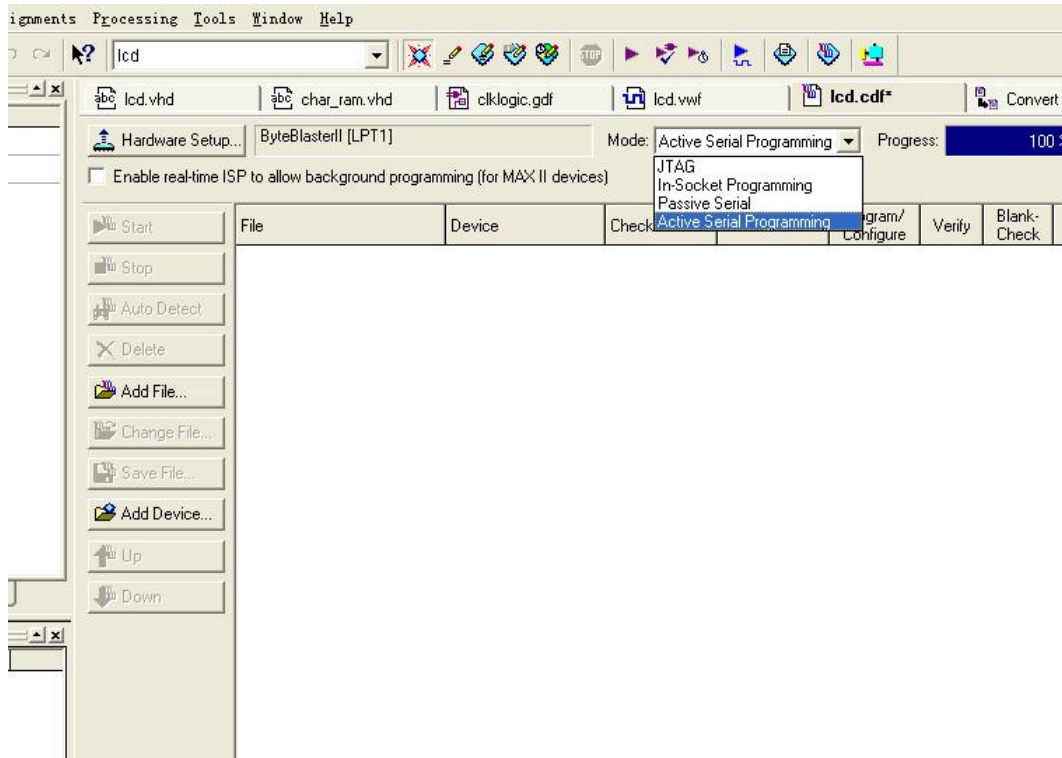 ignments Processing Tools Window Help
lcd
STOP
abc lcd.vhd abc char_ram.vhd clklogic.gdf lcd.vwf lcd.cdf* Convert
Hardware Setup... ByteBlasterII [LPT1] Mode: Active Serial Programming Progress: 100 %
JTAG
Enable real-time ISP to allow background programming (for MAX II devices)
In-Socket Programming
Passive Serial
Active Serial Programming
Start File Device Check gram/ Configure Verify Blank- Check
Stop
Auto Detect
Delete
Add File...
Change File...
Save File...
Add Device...
Up
Down